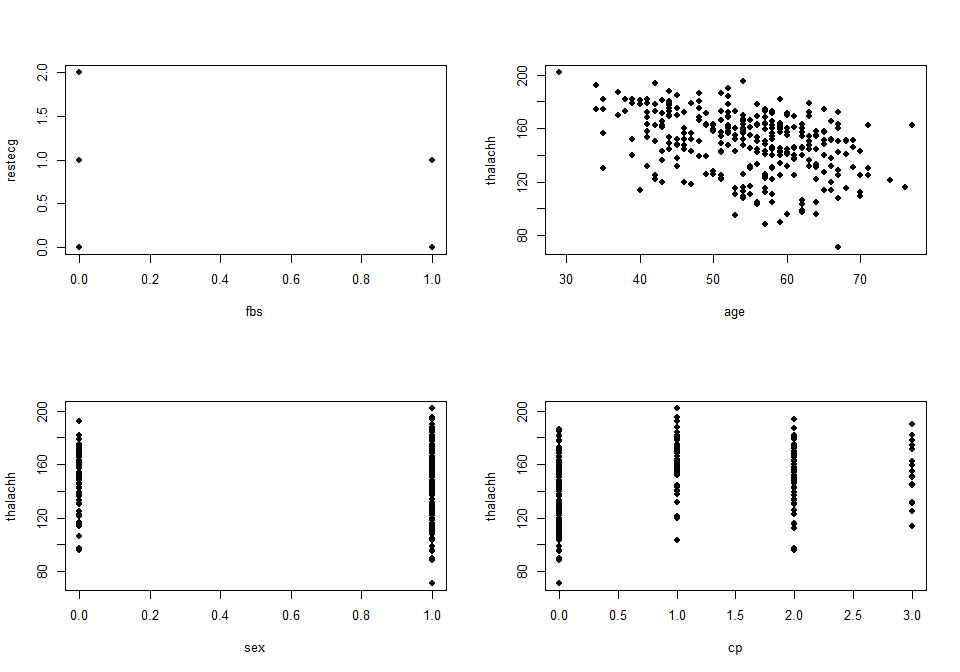 restecg
0.0 0.5 1.0 1.5 2.0
0.0 0.2 0.4 0.6 0.8 1.0
fbs
thalachh
80 120 160 200
30 40 50 60 70
age
thalachh
80 120 160 200
0.0 0.2 0.4 0.6 0.8 1.0
sex
thalachh
80 120 160 200
0.0 0.5 1.0 1.5 2.0 2.5 3.0
cp